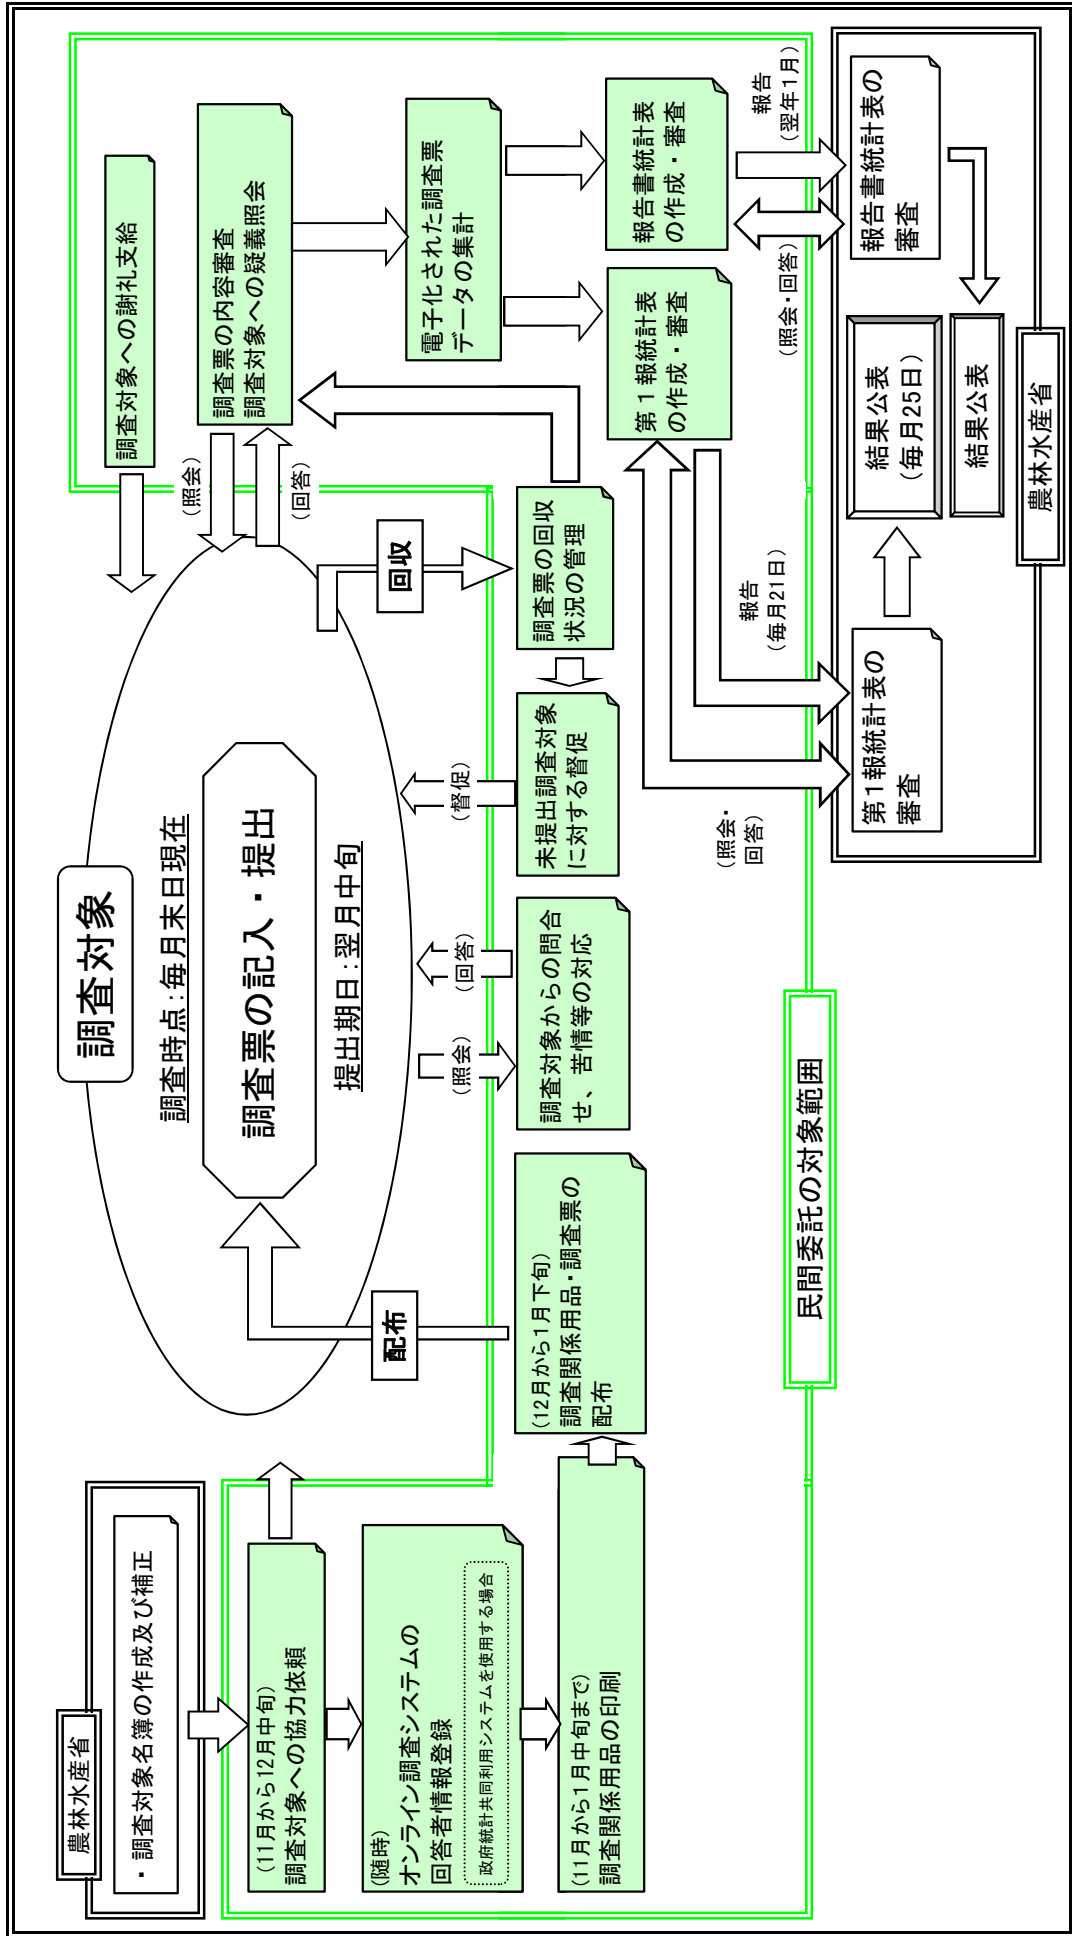 農林水産省
・調査対象名簿の作成及び補正
(11月から12月中旬)
調査対象への協力依頼
(随時)
オンライン調査システムの
回答者情報登録
政府統計共同利用システムを使用する場合
(11月から1月中旬まで)
調査関係用品の印刷
(12月から1月下旬)
調査関係用品・調査票の
配布
配布
調査対象
調査時点：毎月末日現在
調査票の記入・提出
提出期日：翌月中旬
(照会)
(回答)
調査対象からの問合
せ、苦情等の対応
(督促)
未提出調査対象
に対する督促
回収
調査票の回収
状況の管理
調査対象への謝礼支給
(照会)
(回答)
調査票の内容審査
調査対象への疑義照会
電子化された調査票
データの集計
第１報統計表
の作成・審査
報告書統計表
の作成・審査
報告
(毎月21日)
(照会・
回答)
報告
(翌年１月)
(照会・回答)
民間委託の対象範囲
第１報統計表の
審査
結果公表
(毎月25日)
報告書統計表の
審査
結果公表
農林水産省